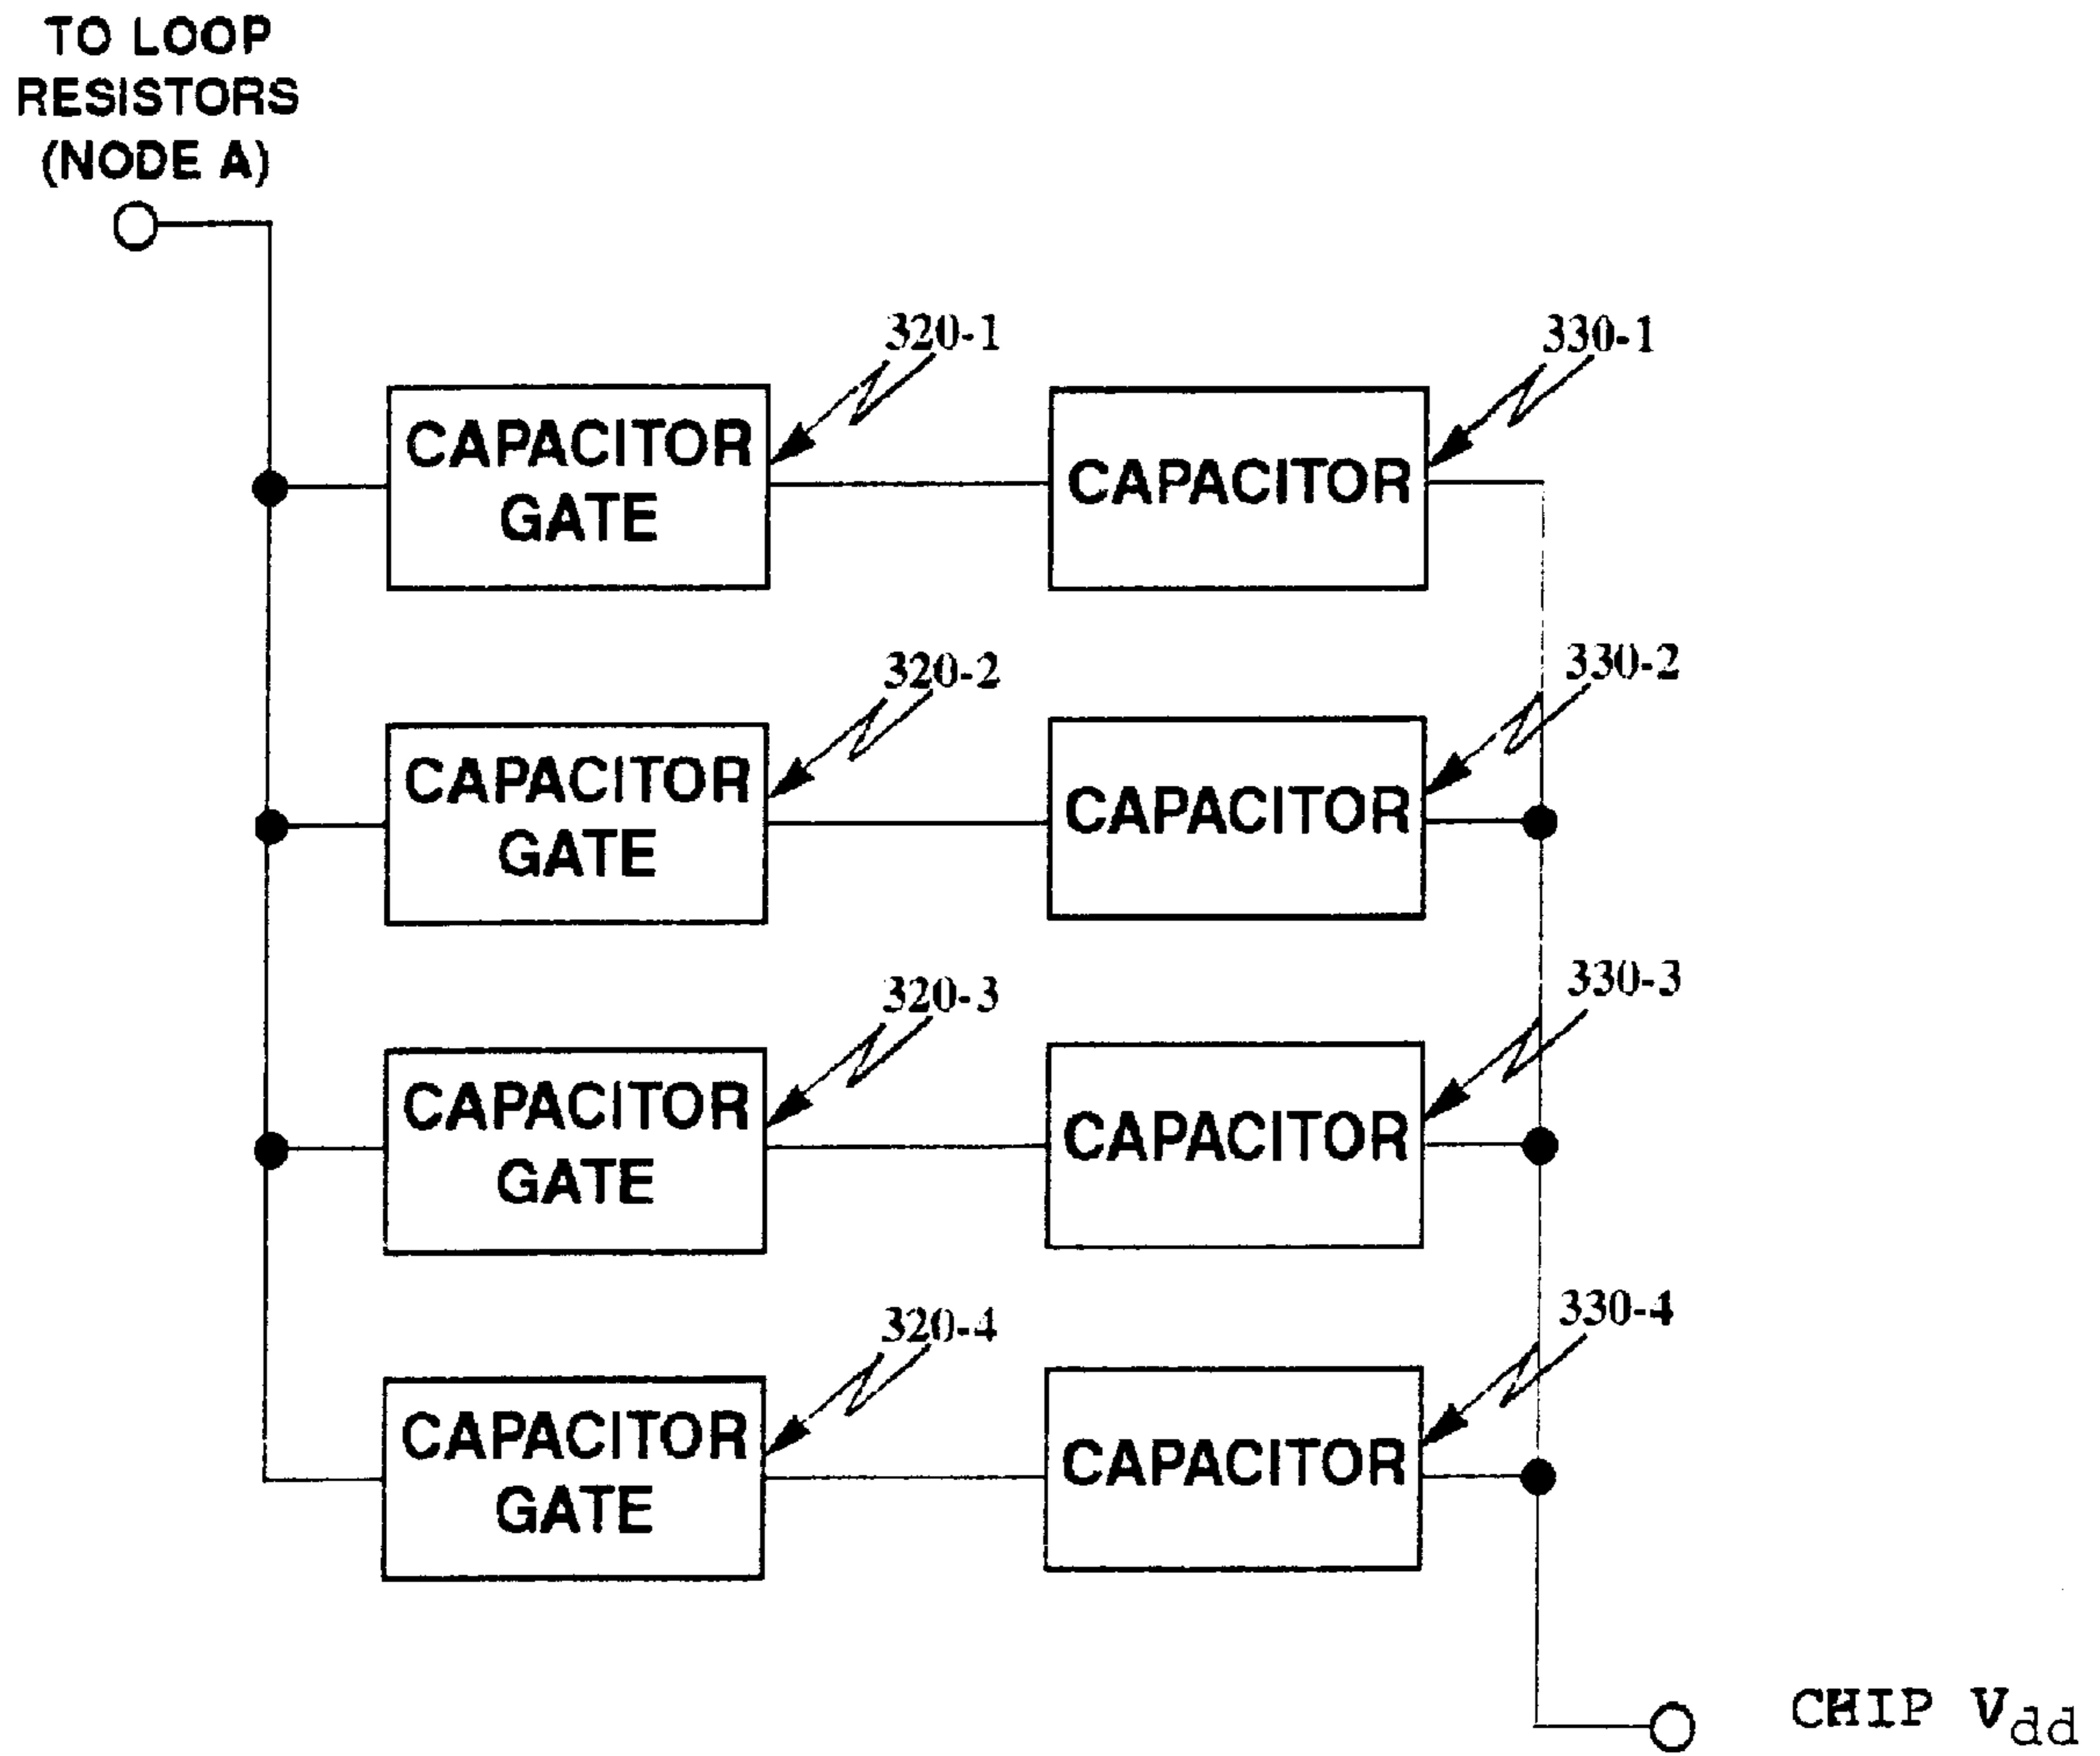 TO LOOP
RESISTORS
(NODE A)
320-1
330-1
CAPACITOR
GATE
CAPACITOR
320-2
330-2
CAPACITOR
GATE
CAPACITOR
320-3
330-3
CAPACITOR
GATE
CAPACITOR
320-4
330-4
CAPACITOR
GATE
CAPACITOR
CHIP Vdd